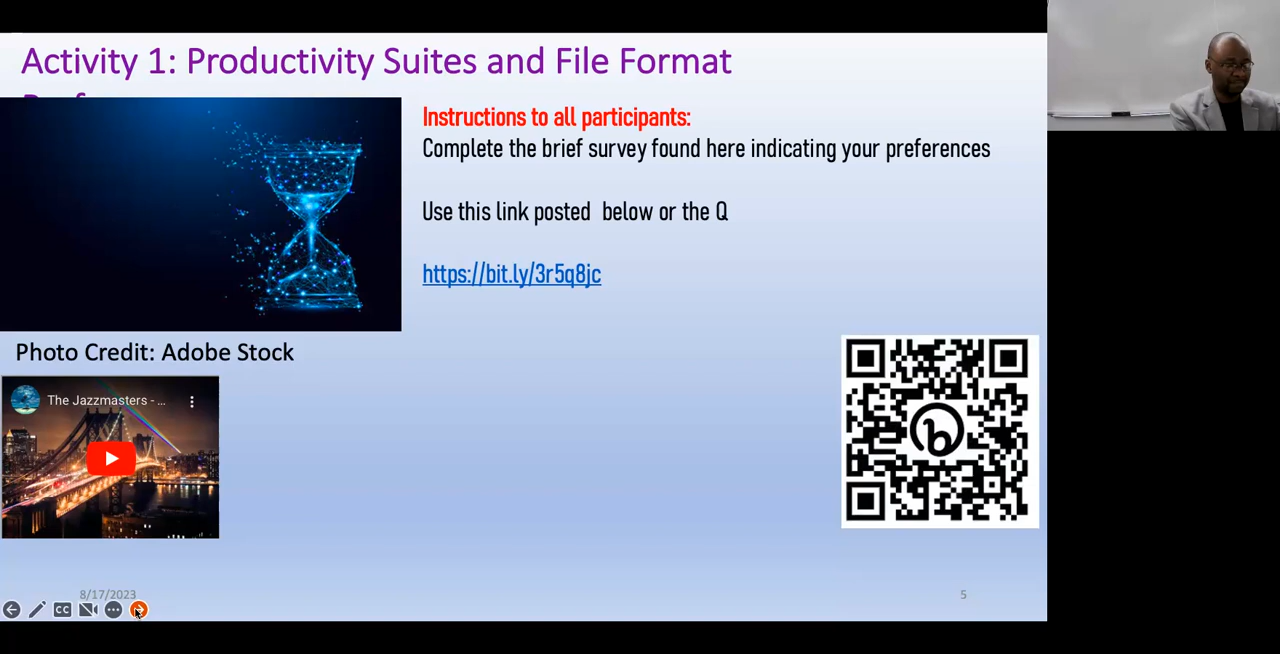 Activity 1: Productivity Suites and File Format
Instructions to all participants:
Complete the brief survey found here indicating your preferences
Use this link posted below or the Q
https://bit.ly/3r5q8jc
Photo Credit: Adobe Stock
The Jazzmasters - ...
8/17/2023
5
CC